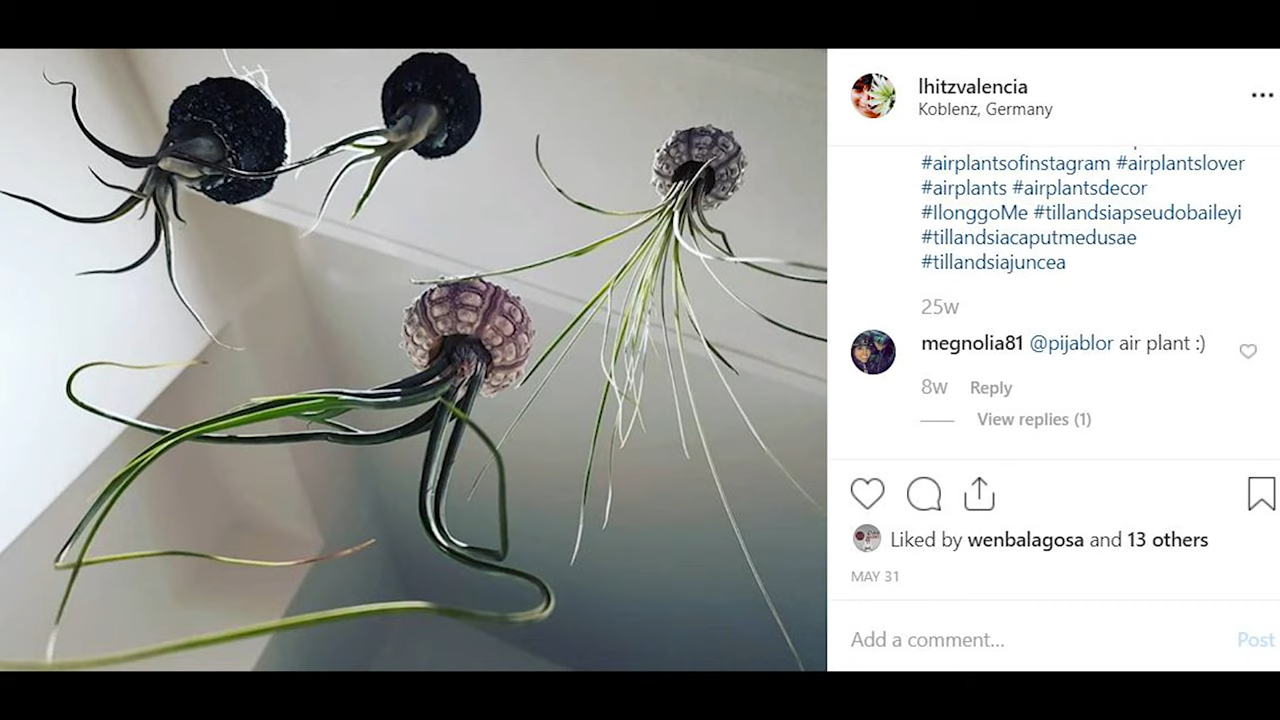 lhitzvalencia
Koblenz, Germany
#airplantsofinstagram #airplantslover
#airplants #airplantsdecor
#IlonggoMe #tillandsiapseudobaileyi
#tillandsiacaputmedusae
#tillandsiajuncea
25w
megnolia81 @pijablor air plant :)
8w Reply
View replies (1)
Liked by wenbalagosa and 13 others
MAY 31
Add a comment... Post